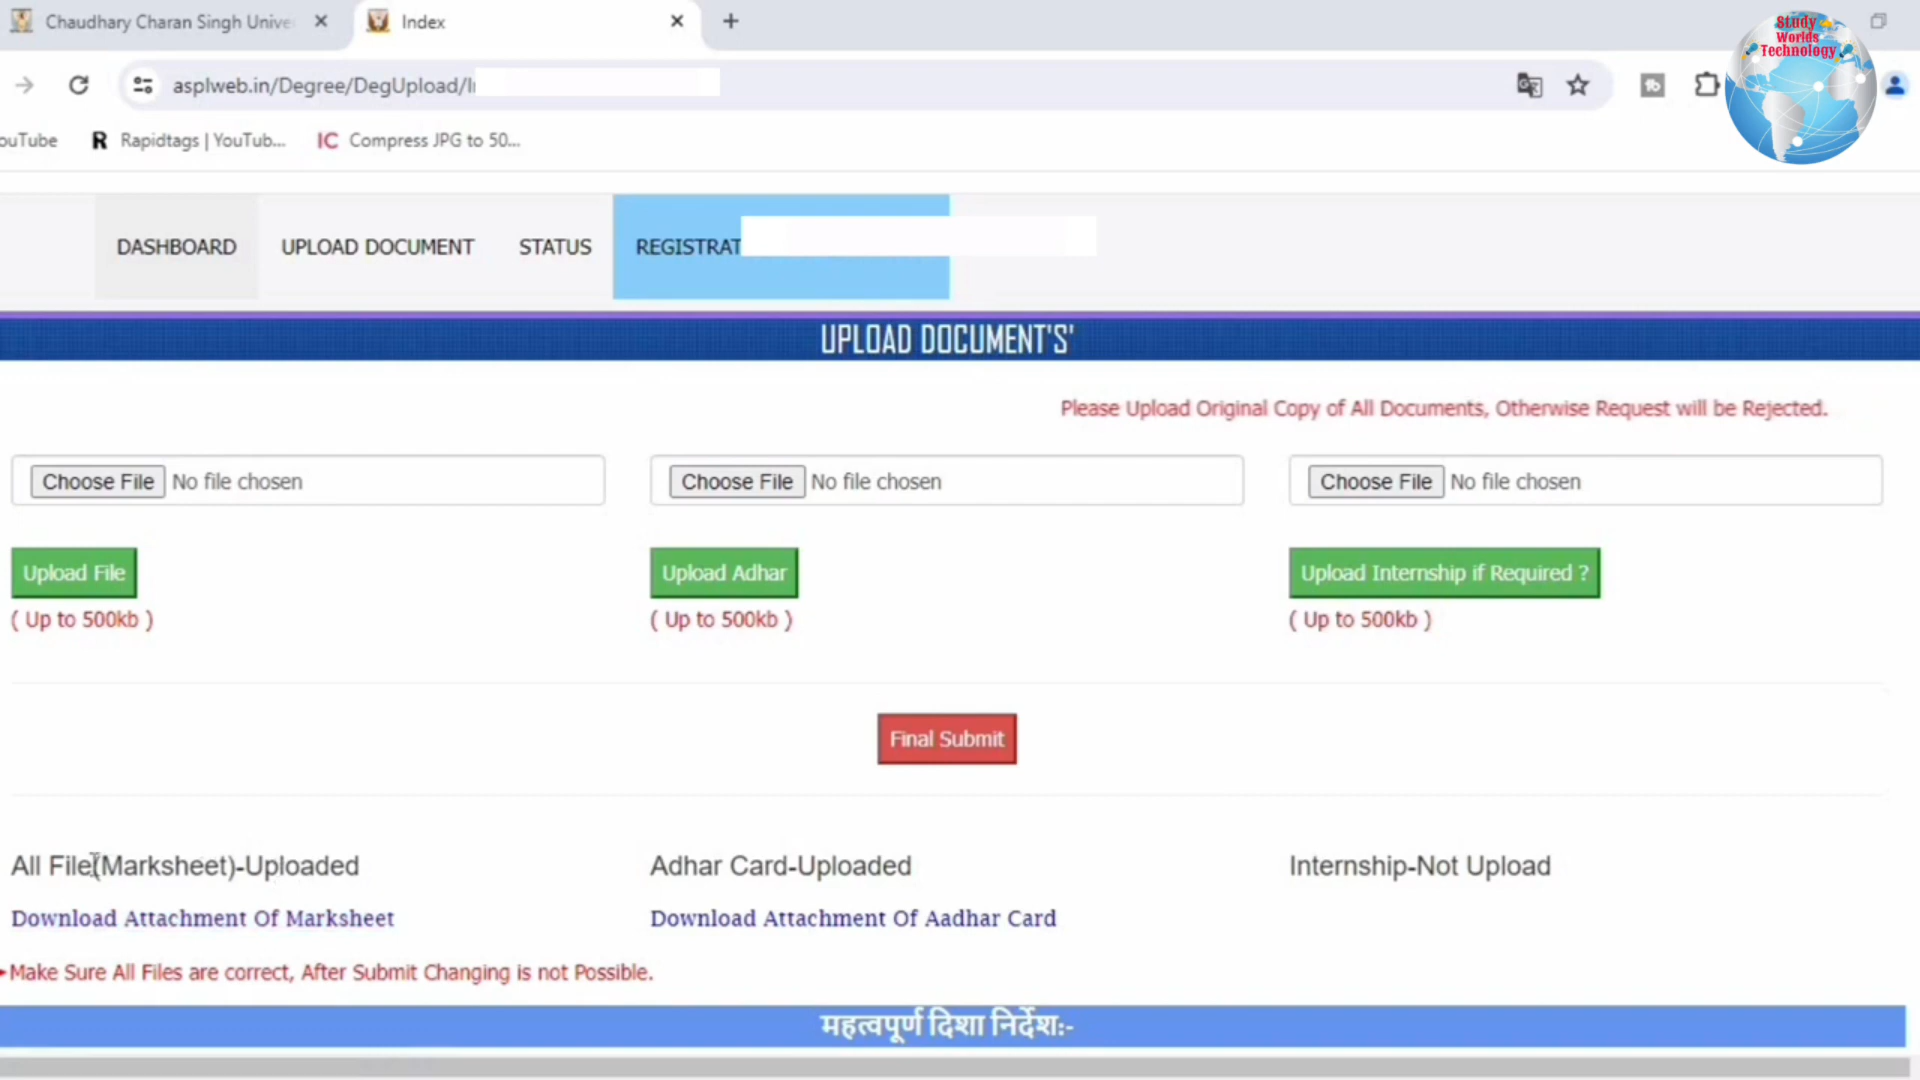 Chaudhary Charan Singh Unive
Index
Study
Worlds
Technology
asplweb.in/Degree/DegUpload/I
ouTube
R Rapidtags | YouTub...
IC Compress JPG to 50...
DASHBOARD
UPLOAD DOCUMENT
STATUS
REGISTRAT
UPLOAD DOCUMENT'S'
Please Upload Original Copy of All Documents, Otherwise Request will be Rejected.
Choose File No file chosen
Choose File No file chosen
Choose File No file chosen
Upload File
Upload Adhar
Upload Internship if Required ?
( Up to 500kb )
( Up to 500kb )
( Up to 500kb )
Final Submit
All File(Marksheet)-Uploaded
Adhar Card-Uploaded
Internship-Not Upload
Download Attachment Of Marksheet
Download Attachment Of Aadhar Card
Make Sure All Files are correct, After Submit Changing is not Possible.
महत्वपूर्ण दिशा निर्देश:-